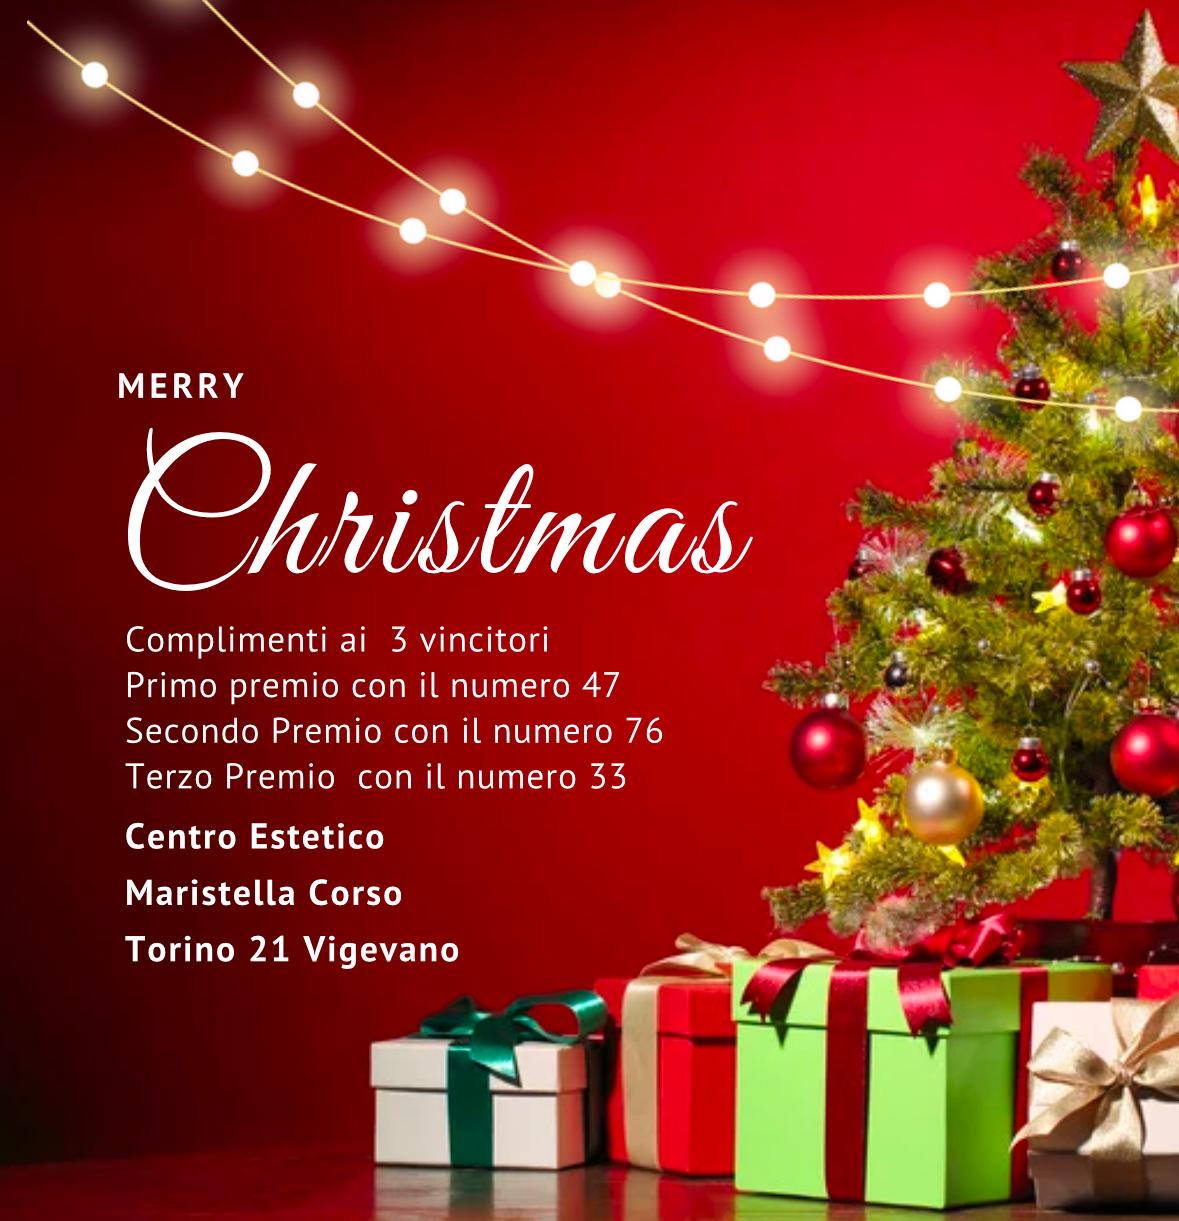 MERRY
Christmas
Complimenti ai  3 vincitori
Primo premio con il numero 47
Secondo Premio con il numero 76
Terzo Premio  con il numero 33
Centro Estetico
Maristella Corso
Torino 21 Vigevano